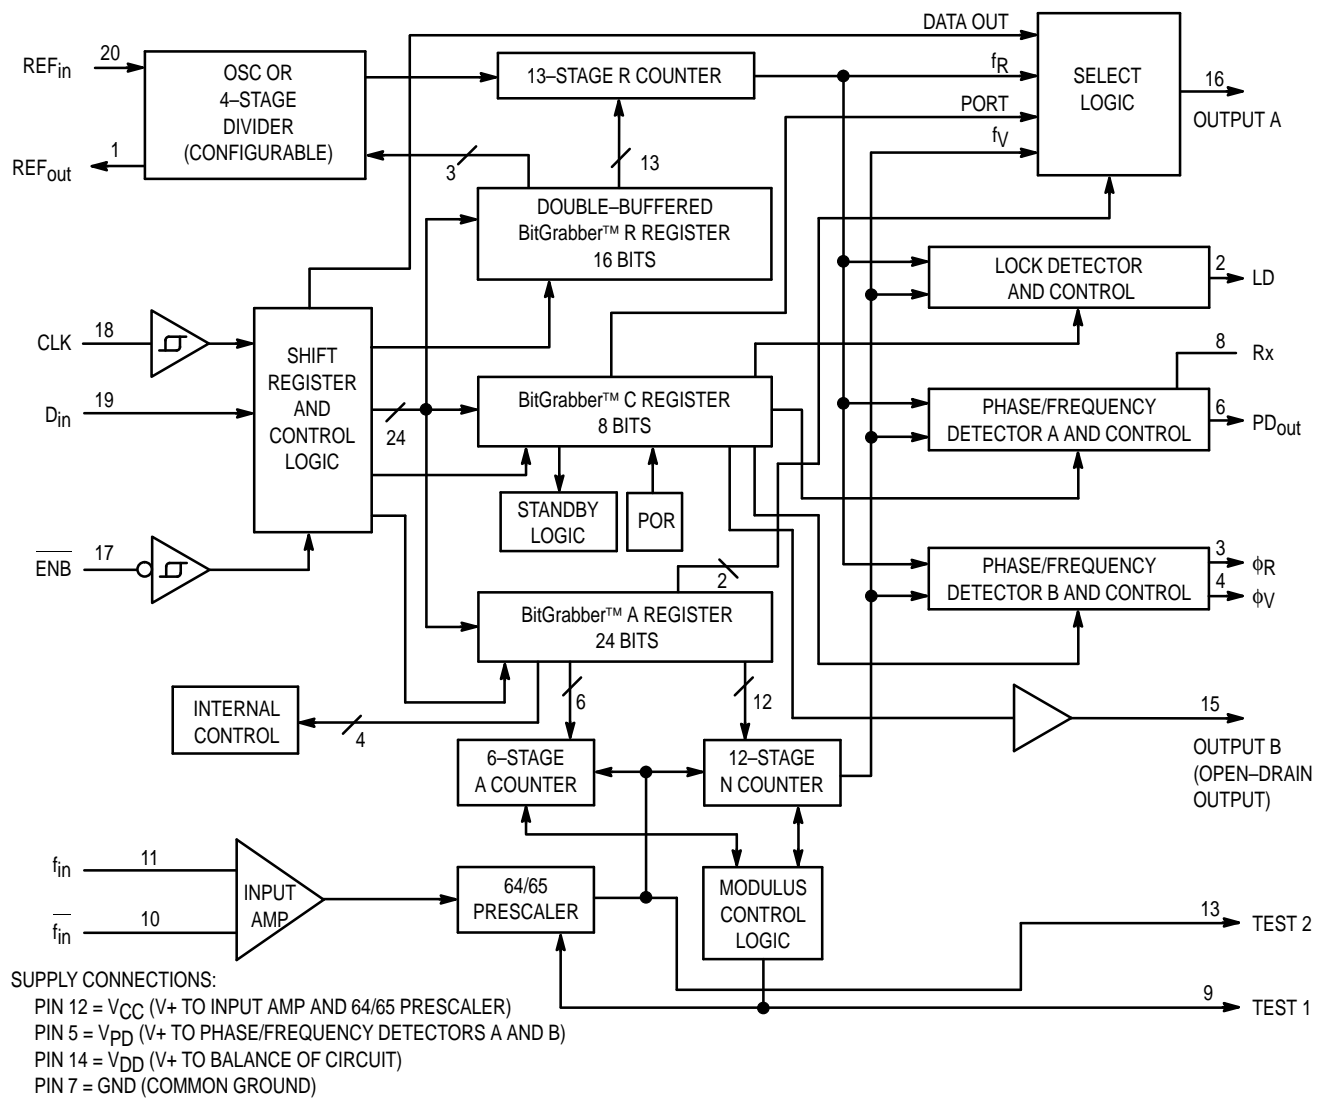 DATA OUT
20
REFin
OSC OR
4–STAGE
DIVIDER
(CONFIGURABLE)
13–STAGE R COUNTER
fR
SELECT
LOGIC
16
OUTPUT A
PORT
fV
1
REFout
3
13
DOUBLE–BUFFERED
BitGrabber™ R REGISTER
16 BITS
LOCK DETECTOR
AND CONTROL
2
LD
CLK
18
SHIFT
REGISTER
AND
CONTROL
LOGIC
8
Rx
Din
19
24
BitGrabber™ C REGISTER
8 BITS
PHASE/FREQUENCY
DETECTOR A AND CONTROL
6
PDout
STANDBY
LOGIC
POR
ENB
17
2
PHASE/FREQUENCY
DETECTOR B AND CONTROL
3
ϕR
4
ϕV
BitGrabber™ A REGISTER
24 BITS
INTERNAL
CONTROL
4
6
12
15
OUTPUT B
(OPEN–DRAIN
OUTPUT)
6–STAGE
A COUNTER
12–STAGE
N COUNTER
fin
11
INPUT
AMP
fin
10
64/65
PRESCALER
MODULUS
CONTROL
LOGIC
13
TEST 2
9
TEST 1
SUPPLY CONNECTIONS:
PIN 12 = VCC (V+ TO INPUT AMP AND 64/65 PRESCALER)
PIN 5 = VPD (V+ TO PHASE/FREQUENCY DETECTORS A AND B)
PIN 14 = VDD (V+ TO BALANCE OF CIRCUIT)
PIN 7 = GND (COMMON GROUND)